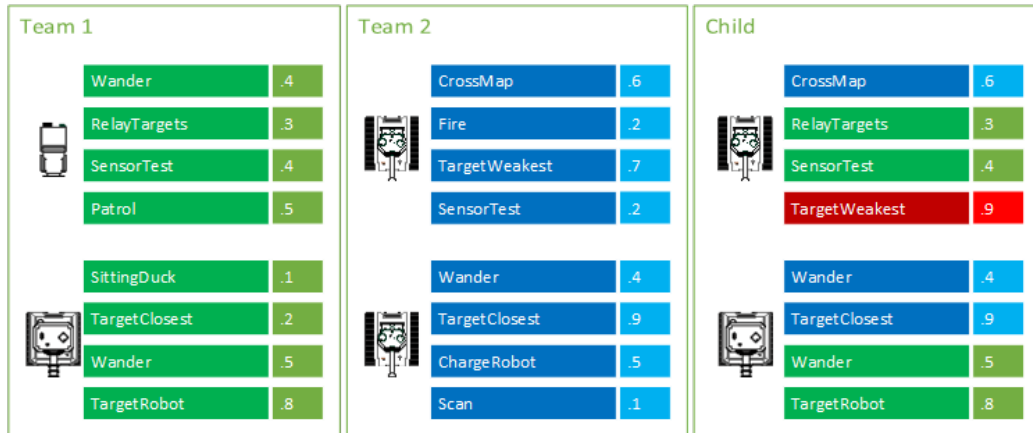 Team 1
Wander .4
RelayTargets .3
SensorTest .4
Patrol .5
SittingDuck .1
TargetClosest .2
Wander .5
TargetRobot .8
Team 2
CrossMap .6
Fire .2
TargetWeakest .7
SensorTest .2
Wander .4
TargetClosest .9
ChargeRobot .5
Scan .1
Child
CrossMap .6
RelayTargets .3
SensorTest .4
TargetWeakest .9
Wander .4
TargetClosest .9
Wander .5
TargetRobot .8